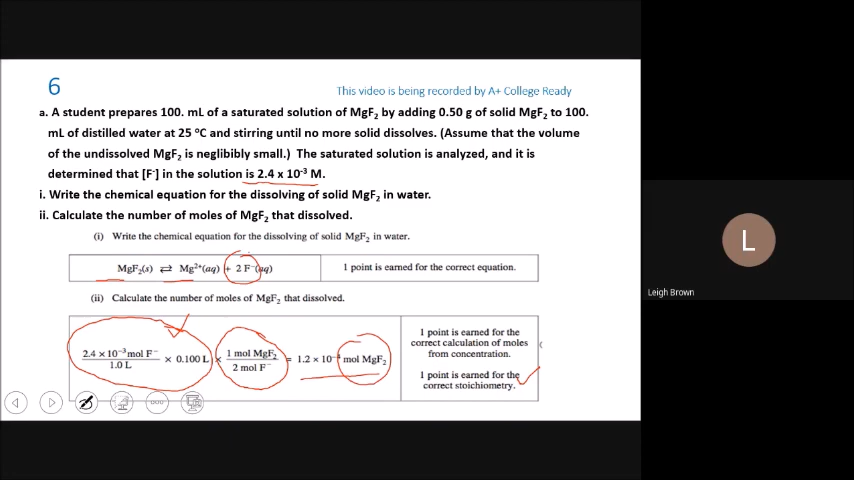 6
This video is being recorded by A+ College Ready
a. A student prepares 100. mL of a saturated solution of MgF₂ by adding 0.50 g of solid MgF₂ to 100.
mL of distilled water at 25 °C and stirring until no more solid dissolves. (Assume that the volume
of the undissolved MgF₂ is neglibibly small.) The saturated solution is analyzed, and it is
determined that [F⁻] in the solution is 2.4 x 10⁻³ M.
i. Write the chemical equation for the dissolving of solid MgF₂ in water.
ii. Calculate the number of moles of MgF₂ that dissolved.
(i) Write the chemical equation for the dissolving of solid MgF₂ in water.
MgF₂(s) ⇄ Mg²⁺(aq) + 2 F⁻(aq)
1 point is earned for the correct equation.
(ii) Calculate the number of moles of MgF₂ that dissolved.
2.4 × 10⁻³ mol F⁻
1.0 L
× 0.100 L ×
1 mol MgF₂
2 mol F⁻
= 1.2 × 10⁻⁴ mol MgF₂
1 point is earned for the
correct calculation of moles
from concentration.
1 point is earned for the
correct stoichiometry.
L
Leigh Brown